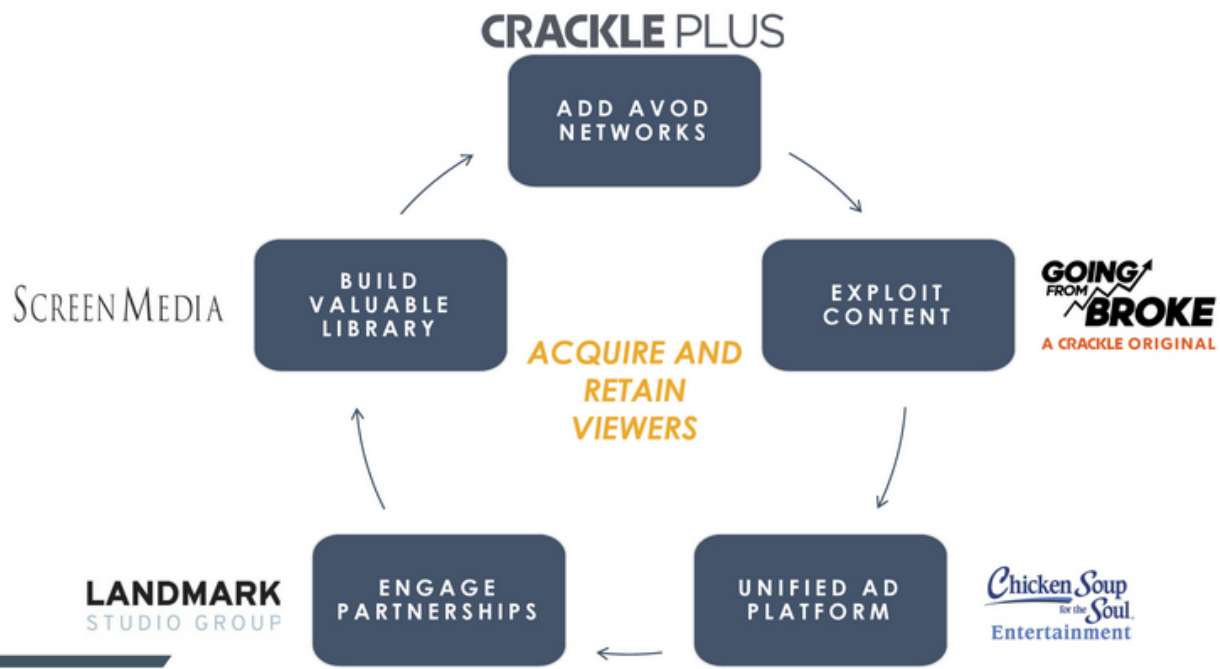 CRACKLE PLUS
ADD AVOD
NETWORKS
SCREEN MEDIA
BUILD
VALUABLE
LIBRARY
EXPLOIT
CONTENT
GOING
FROM
BROKE
A CRACKLE ORIGINAL
ACQUIRE AND
RETAIN
VIEWERS
LANDMARK
STUDIO GROUP
ENGAGE
PARTNERSHIPS
UNIFIED AD
PLATFORM
Chicken Soup
for the Soul
Entertainment